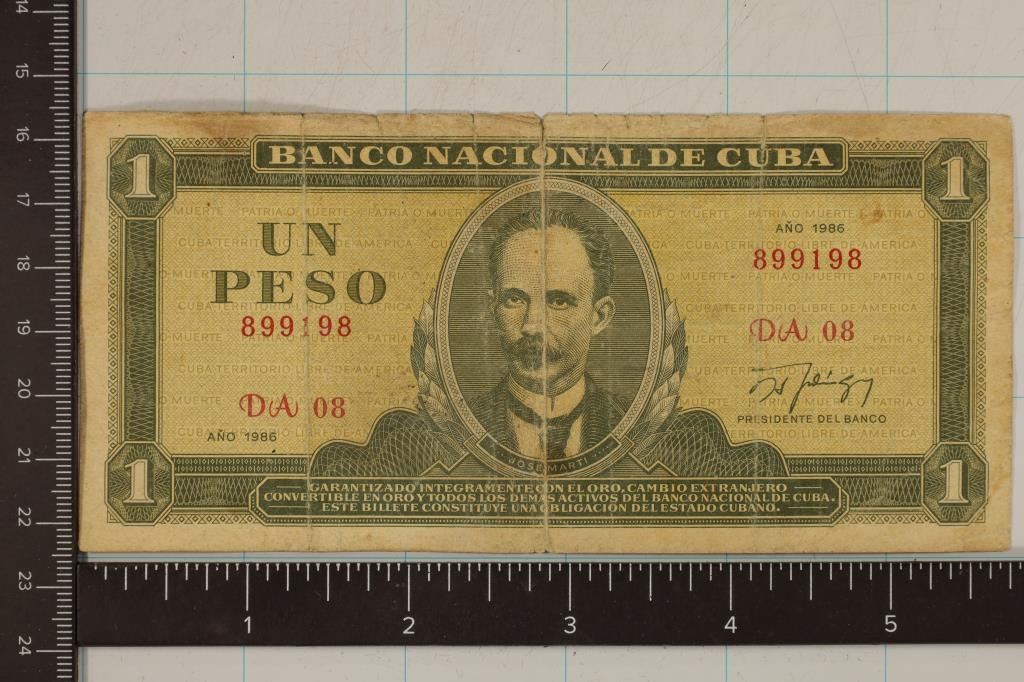 BANCO NACIONAL DE CUBA
1 1
UN
PESO
899198
DA 08
AÑO 1986
AÑO 1986
899198
DA 08
PRESIDENTE DEL BANCO
PATRIA O MUERTE
CUBA TERRITORIO LIBRE DE AMERICA
JOSE MARTI
1 1
GARANTIZADO INTEGRAMENTE CON EL ORO, CAMBIO EXTRANJERO
CONVERTIBLE EN ORO Y TODOS LOS DEMAS ACTIVOS DEL BANCO NACIONAL DE CUBA.
ESTE BILLETE CONSTITUYE UNA OBLIGACION DEL ESTADO CUBANO.
14
15
16
17
18
19
20
21
22
23
24
1 2 3 4 5